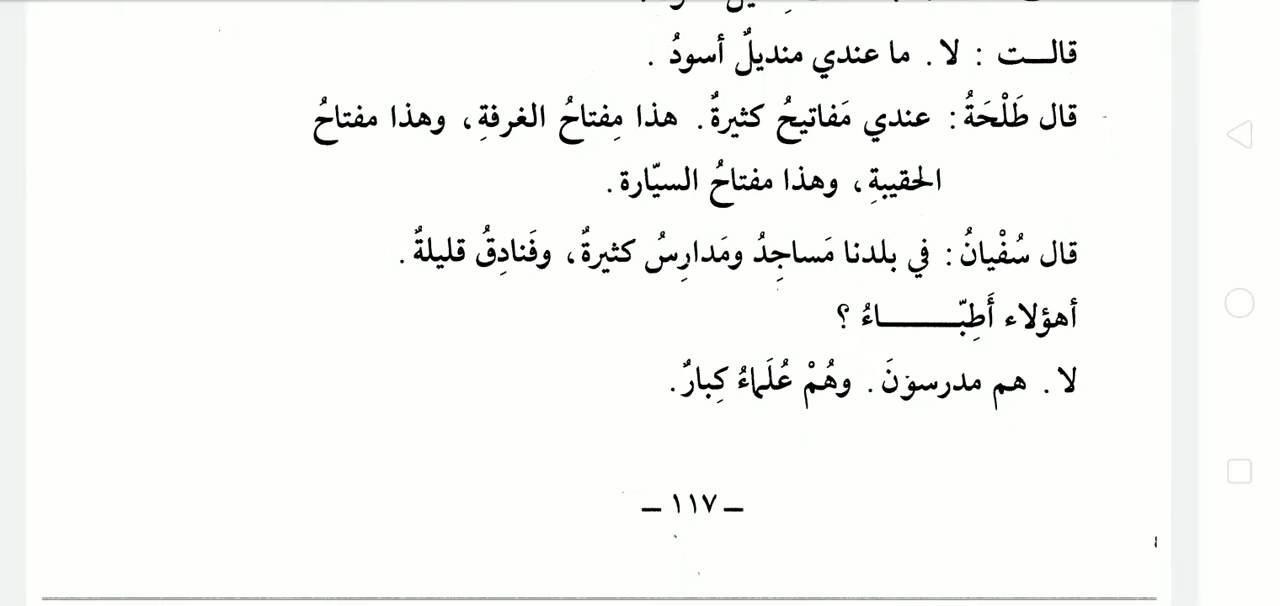 قالـــت : لا . ما عندي منديلٌ أسودُ .
قال طَلْحَةُ : عندي مَفاتيحُ كثيرةٌ . هذا مِفتاحُ الغرفةِ ، وهذا مفتاحُ
الحقيبةِ ، وهذا مفتاحُ السيّارة .
قال سُفْيانُ : في بلدنا مَساجِدُ ومَدارِسُ كثيرةٌ ، وفَنادِقُ قليلةٌ .
أهؤلاء أَطِبّـــــــاءُ ؟
لا . هم مدرسونَ . وهُمْ عُلَماءُ كِبارٌ .
– ١١٧ –